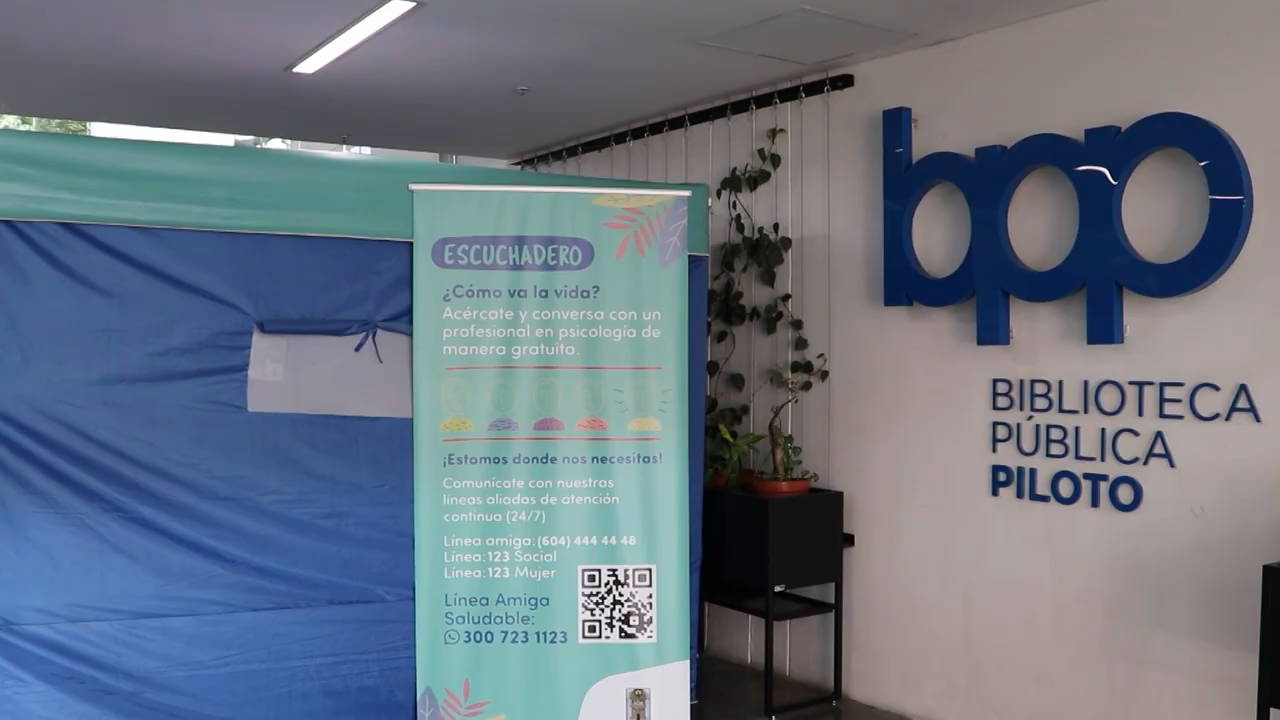 ESCUCHADERO
¿Cómo va la vida?
Acércate y conversa con un
profesional en psicología de
manera gratuita.
¡Estamos donde nos necesitas!
Comunícate con nuestras
líneas aliadas de atención
continua (24/7)
Línea amiga: (604) 444 44 48
Línea: 123 Social
Línea: 123 Mujer
Línea Amiga
Saludable:
300 723 1123
bpp
BIBLIOTECA
PÚBLICA
PILOTO